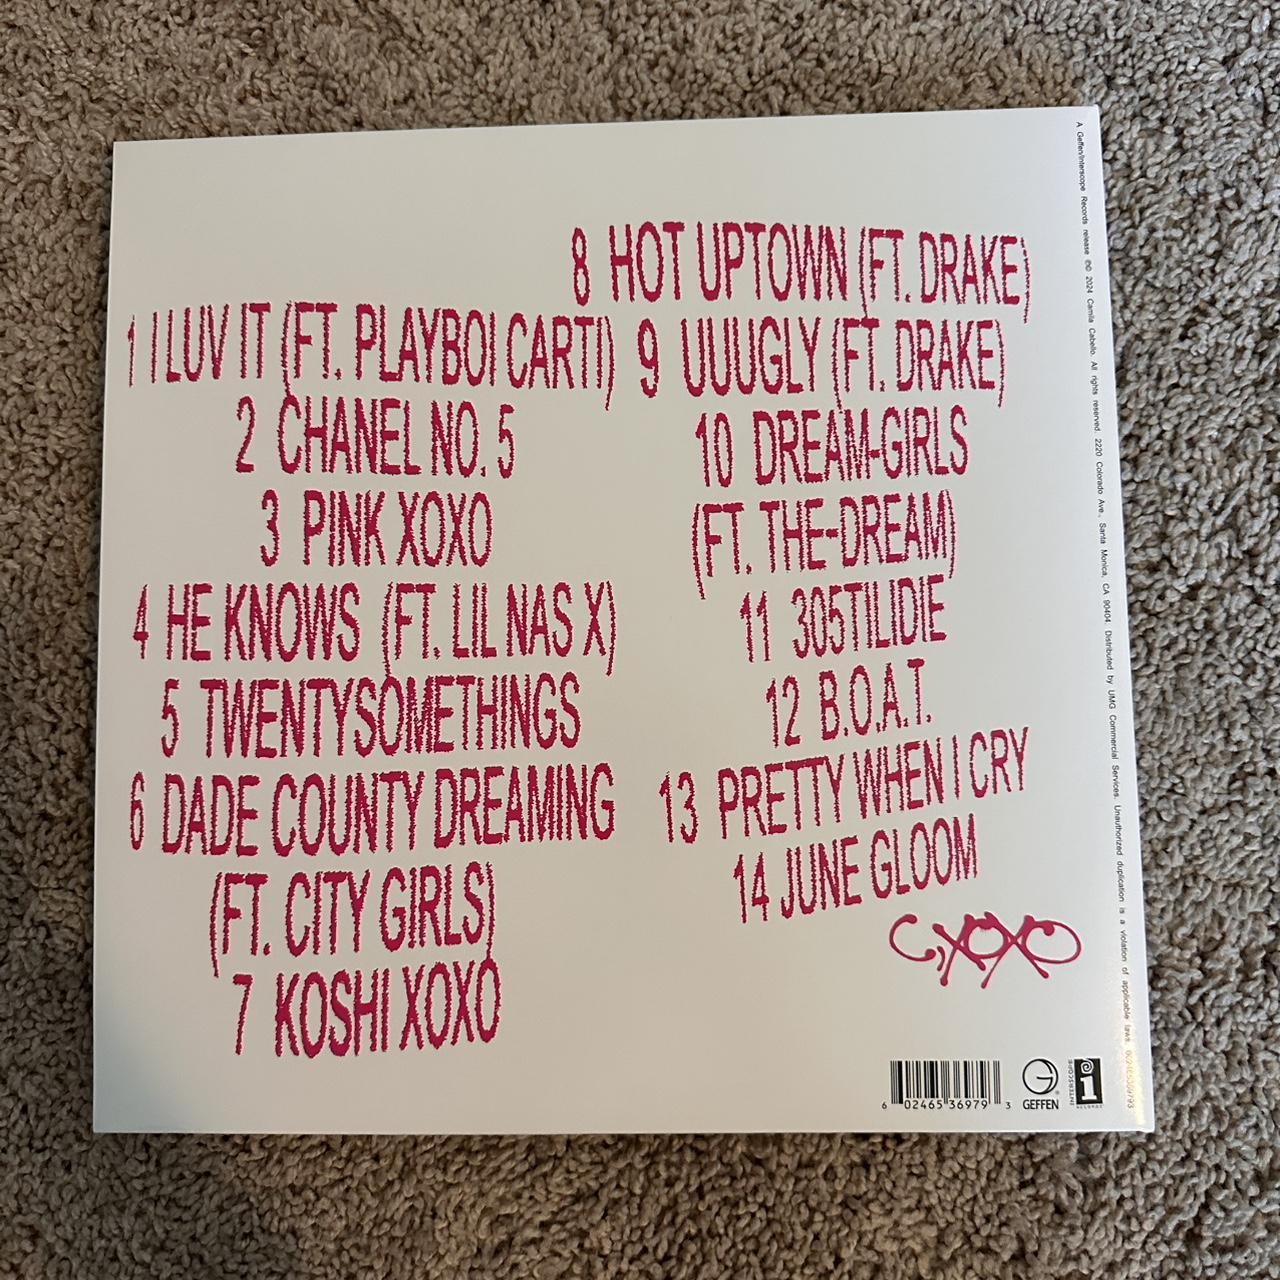 1 I LUV IT (FT. PLAYBOI CARTI)
2 CHANEL NO. 5
3 PINK XOXO
4 HE KNOWS (FT. LIL NAS X)
5 TWENTYSOMETHINGS
6 DADE COUNTY DREAMING
(FT. CITY GIRLS)
7 KOSHI XOXO
8 HOT UPTOWN (FT. DRAKE)
9 UUUGLY (FT. DRAKE)
10 DREAM-GIRLS
(FT. THE-DREAM)
11 305TILIDIE
12 B.O.A.T.
13 PRETTY WHEN I CRY
14 JUNE GLOOM
C,XOXO
A Geffen/Interscope Records release ℗© 2024 Camila Cabello. All rights reserved. 2220 Colorado Ave., Santa Monica, CA 90404. Distributed by UMG Commercial Services. Unauthorized duplication is a violation of applicable laws.
6 02465 36979 3
G
GEFFEN
i
INTERSCOPE
RECORDS